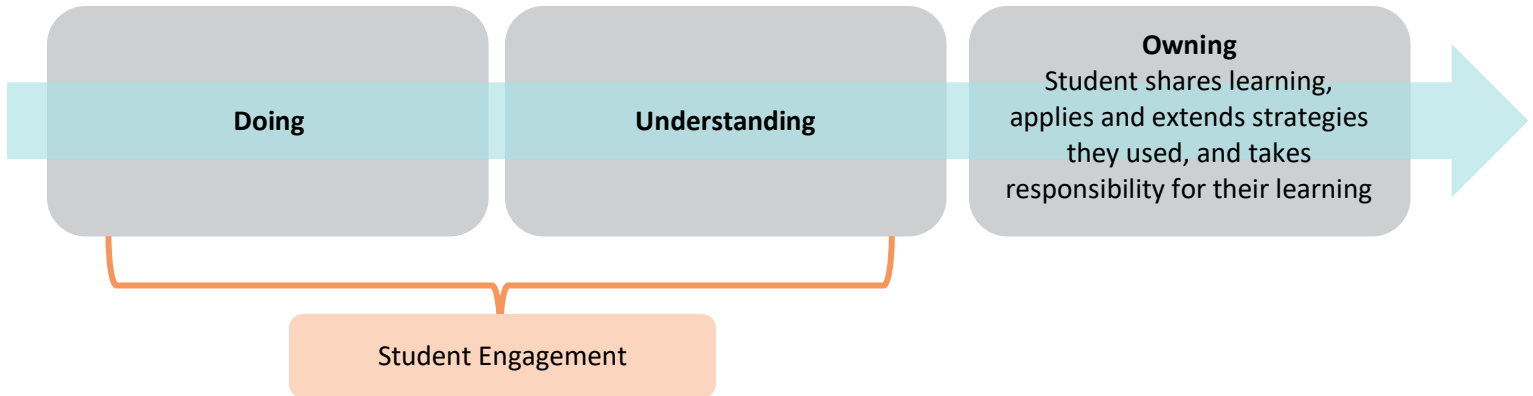 Doing
Understanding
Owning
Student shares learning,
applies and extends strategies
they used, and takes
responsibility for their learning
Student Engagement